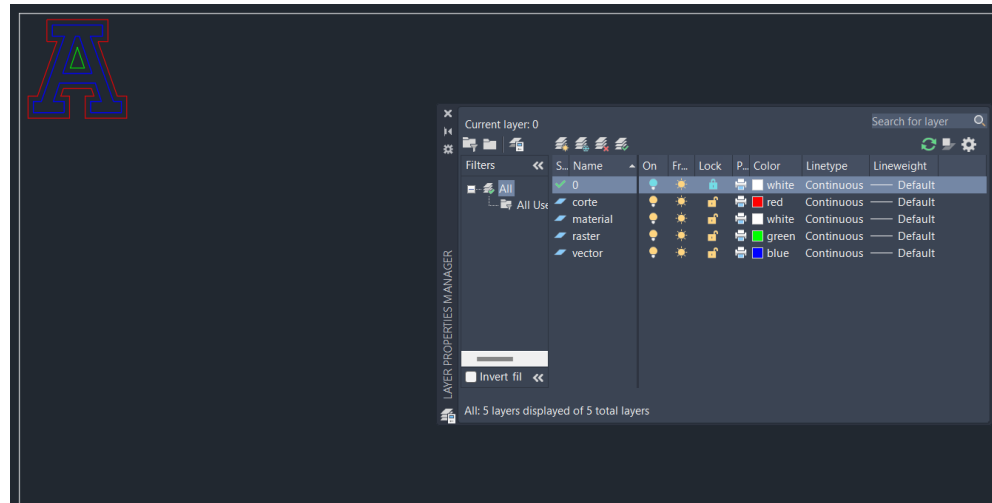 A
Current layer: 0
Search for layer
Filters
S... Name On Fr... Lock P... Color Linetype Lineweight
All
All Use
0 white Continuous Default
corte red Continuous Default
material white Continuous Default
raster green Continuous Default
vector blue Continuous Default
Invert fil
All: 5 layers displayed of 5 total layers
LAYER PROPERTIES MANAGER